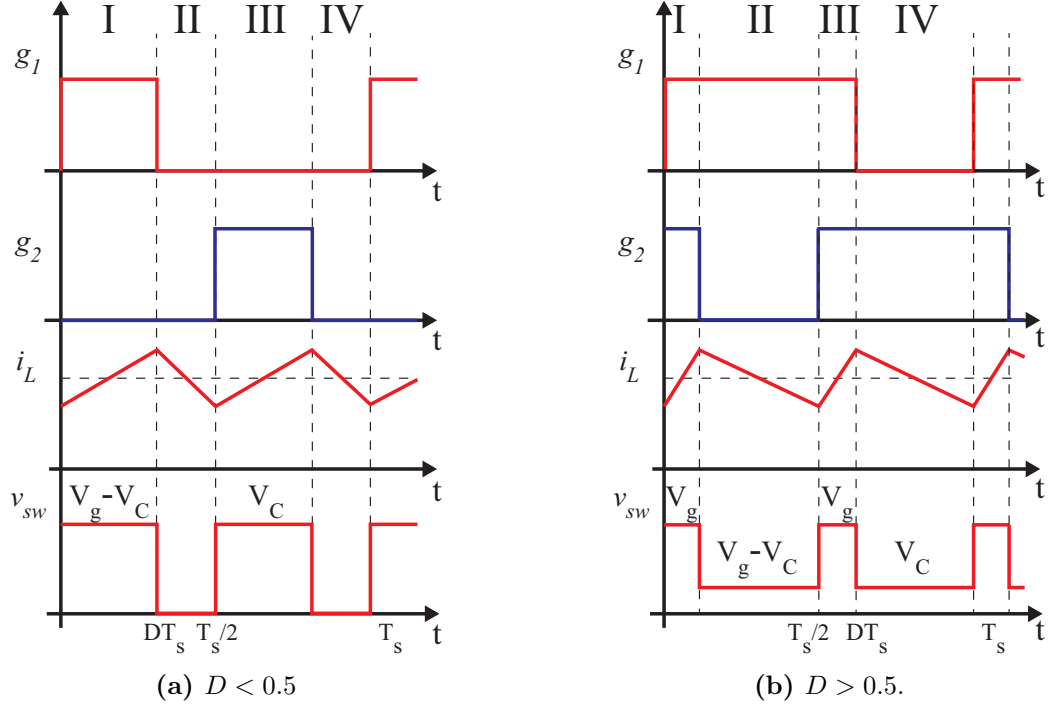 I II III IV
g1
t
g2
t
iL
t
vsw
Vg-VC
VC
t
DTs Ts/2 Ts
(a) D < 0.5
I II III IV
g1
t
g2
t
iL
t
vsw
Vg Vg
Vg-VC VC
t
Ts/2 DTs Ts
(b) D > 0.5.